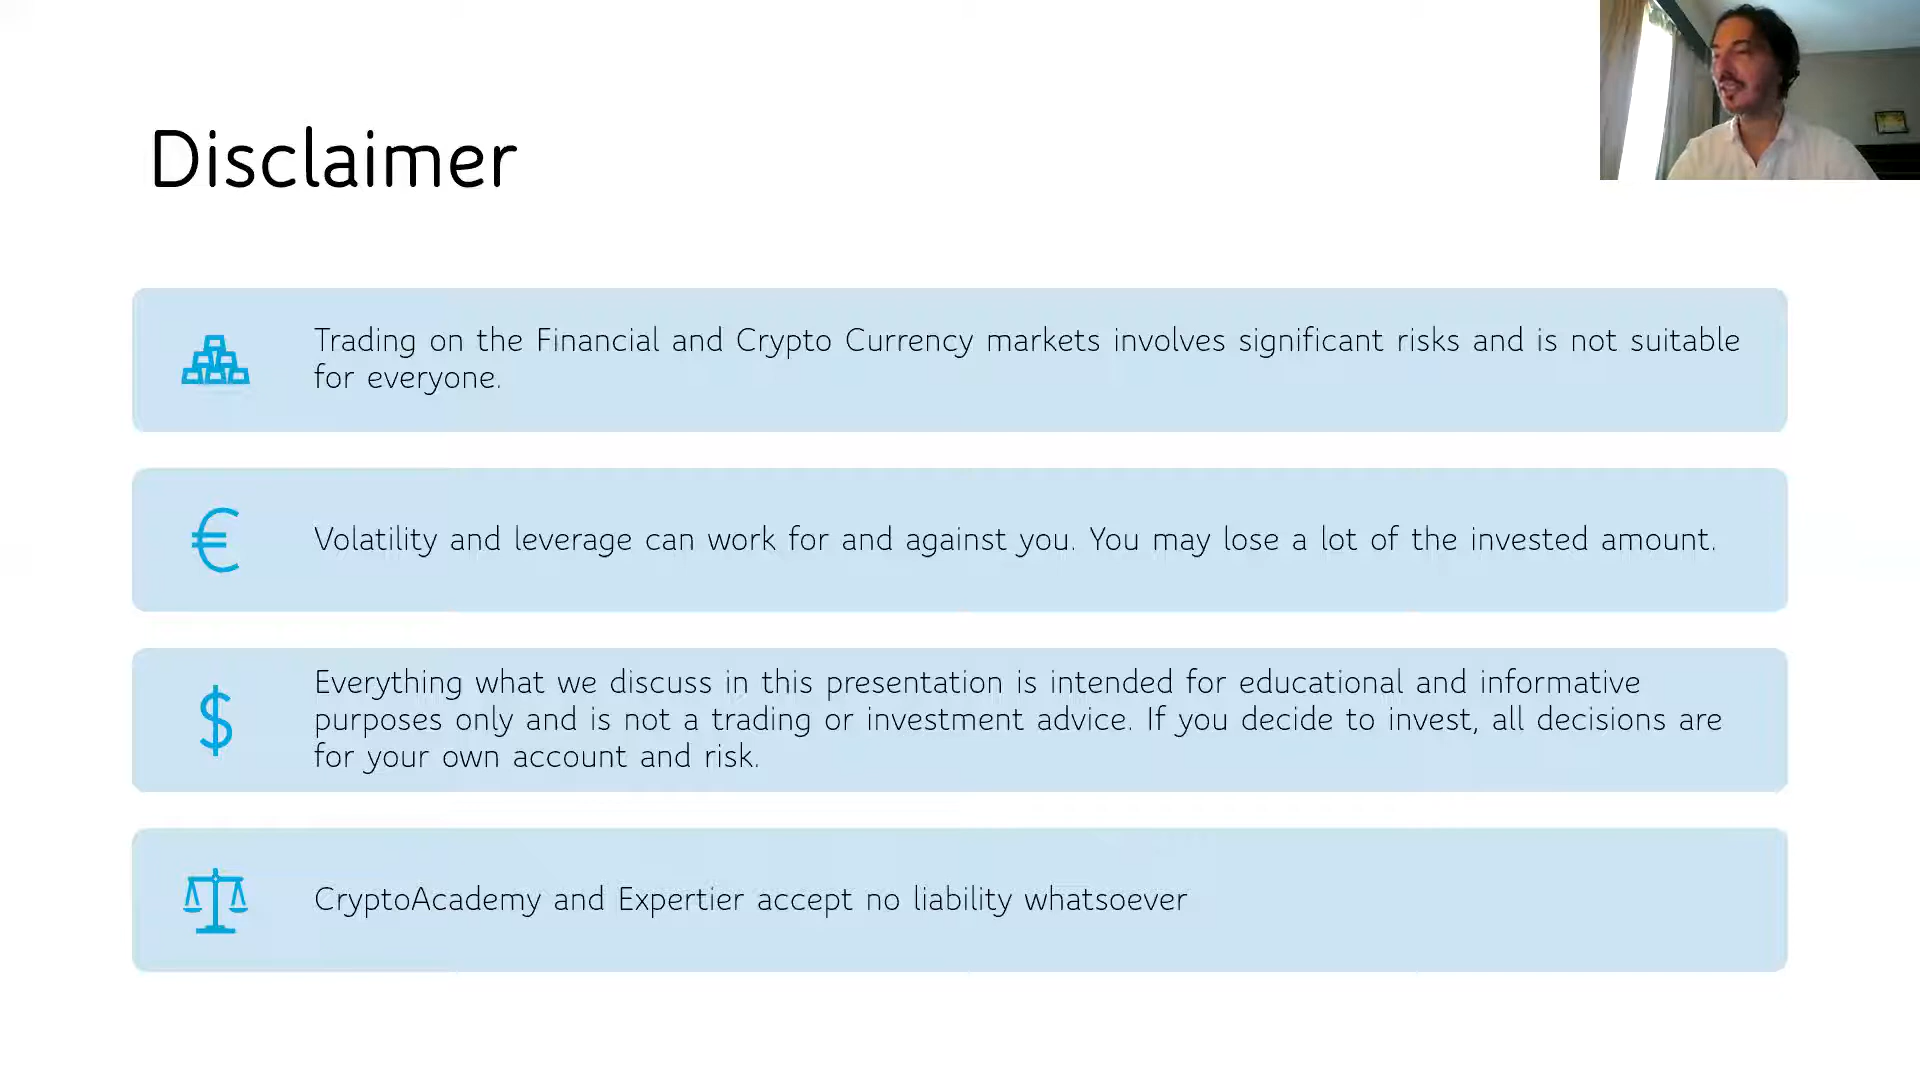 Disclaimer
Trading on the Financial and Crypto Currency markets involves significant risks and is not suitable
for everyone.
Volatility and leverage can work for and against you. You may lose a lot of the invested amount.
Everything what we discuss in this presentation is intended for educational and informative
purposes only and is not a trading or investment advice. If you decide to invest, all decisions are
for your own account and risk.
CryptoAcademy and Expertier accept no liability whatsoever